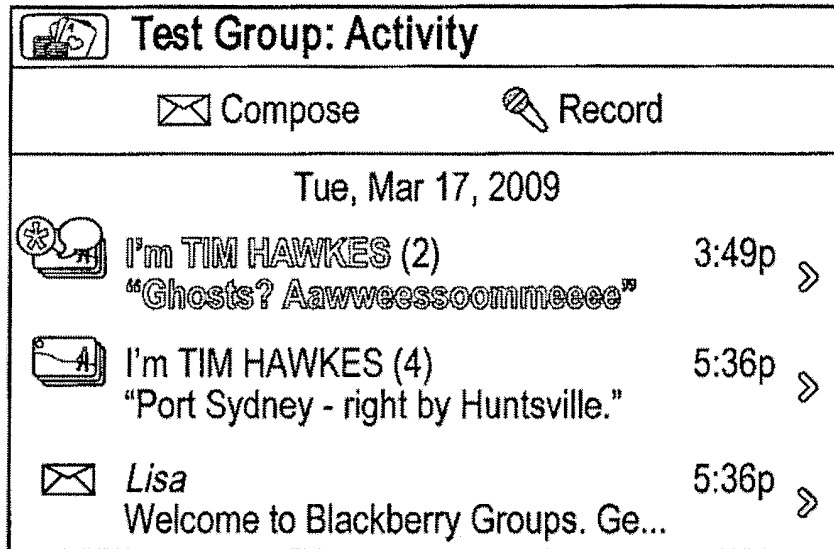 Test Group: Activity
Compose Record
Tue, Mar 17, 2009
I'm TIM HAWKES (2) 3:49p
“Ghosts? Aawweessoommeeee”
I'm TIM HAWKES (4) 5:36p
“Port Sydney - right by Huntsville.”
Lisa 5:36p
Welcome to Blackberry Groups. Ge...